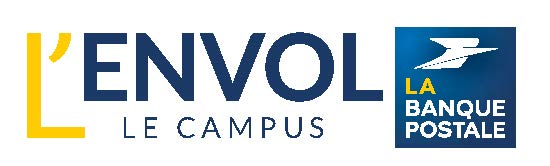 L'ENVOL
LE CAMPUS
LA
BANQUE
POSTALE